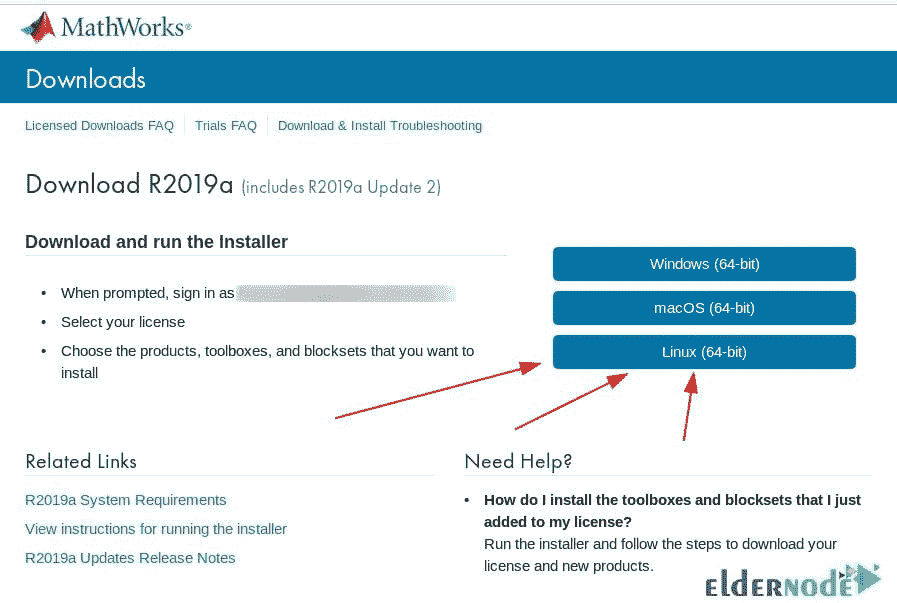 MathWorks®
Downloads
Licensed Downloads FAQ
Trials FAQ
Download & Install Troubleshooting
Download R2019a (includes R2019a Update 2)
Download and run the Installer
• When prompted, sign in as
• Select your license
• Choose the products, toolboxes, and blocksets that you want to
install
Windows (64-bit)
macOS (64-bit)
Linux (64-bit)
Related Links
R2019a System Requirements
View instructions for running the installer
R2019a Updates Release Notes
Need Help?
• How do I install the toolboxes and blocksets that I just
added to my license?
Run the installer and follow the steps to download your
license and new products.
elderNODE